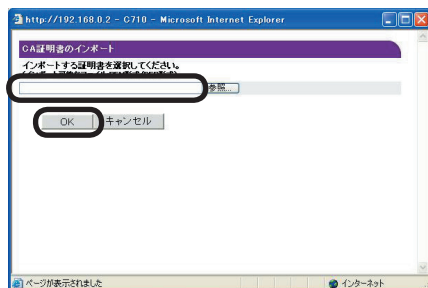 http://192.168.0.2 - C710 - Microsoft Internet Explorer
CA証明書のインポート
インポートする証明書を選択してください。
参照...
OK キャンセル
ページが表示されました インターネット